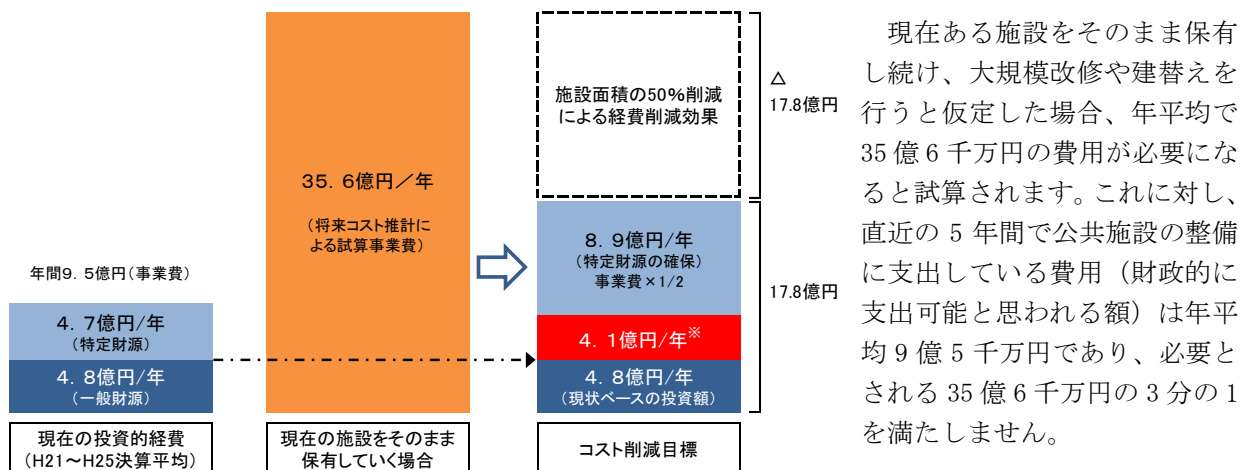 施設面積の50%削減
による経費削減効果
△
17.8億円
35.6億円/年
(将来コスト推計に
よる試算事業費)
8.9億円/年
(特定財源の確保)
事業費×1/2
17.8億円
年間9.5億円(事業費)
4.7億円/年
(特定財源)
4.1億円/年※
4.8億円/年
(一般財源)
4.8億円/年
(現状ベースの投資額)
現在の投資的経費
(H21~H25決算平均)
現在の施設をそのまま
保有していく場合
コスト削減目標
現在ある施設をそのまま保有
し続け、大規模改修や建替えを
行うと仮定した場合、年平均で
35億6千万円の費用が必要にな
ると試算されます。これに対し、
直近の5年間で公共施設の整備
に支出している費用(財政的に
支出可能と思われる額)は年平
均9億5千万円であり、必要と
される35億6千万円の3分の1
を満たしません。